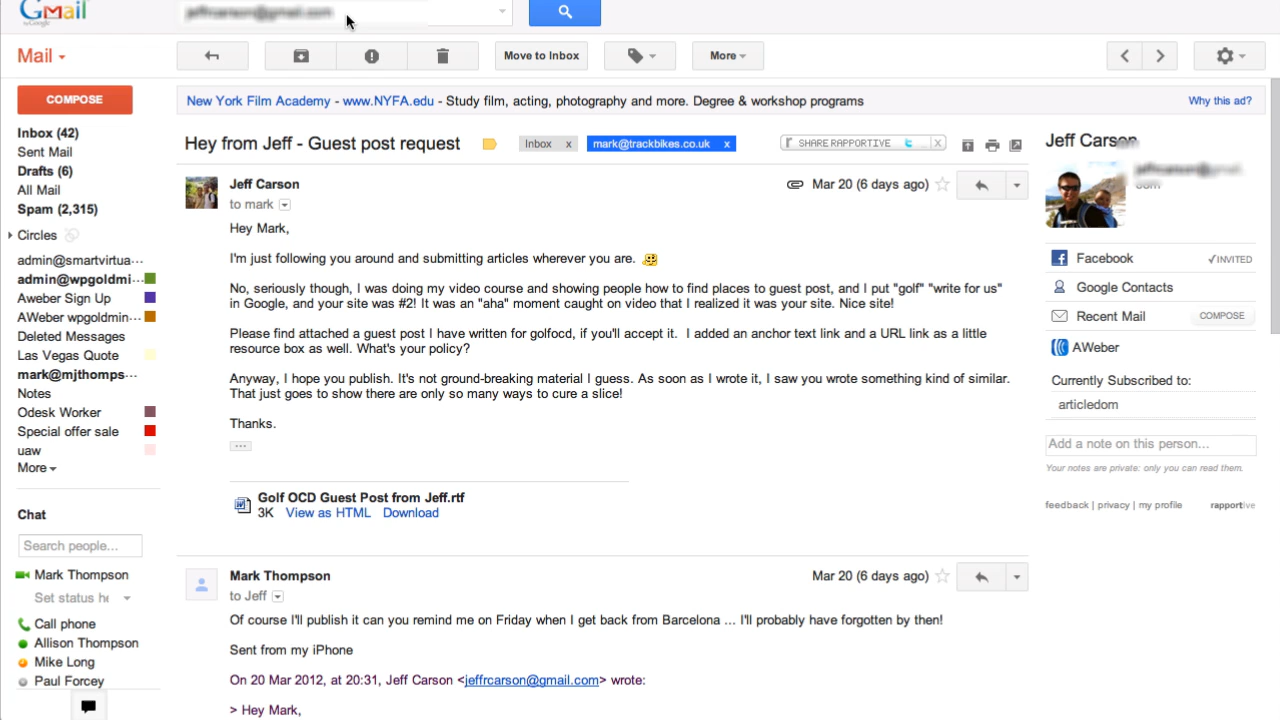 Gmail
by Google
Mail
Move to Inbox
More
COMPOSE
New York Film Academy - www.NYFA.edu - Study film, acting, photography and more. Degree & workshop programs
Why this ad?
Inbox (42)
Sent Mail
Drafts (6)
All Mail
Spam (2,315)
Circles
admin@smartvirtua...
admin@wpgoldmi...
Aweber Sign Up
AWeber wpgoldmin...
Deleted Messages
Las Vegas Quote
mark@mjthomps...
Notes
Odesk Worker
Special offer sale
uaw
More
Chat
Search people...
Mark Thompson
Set status he
Call phone
Allison Thompson
Mike Long
Paul Forcey
Hey from Jeff - Guest post request
Inbox x
mark@trackbikes.co.uk x
SHARE RAPPORTIVE
Jeff Carson
Mar 20 (6 days ago)
to mark
Hey Mark,
I'm just following you around and submitting articles wherever you are.
No, seriously though, I was doing my video course and showing people how to find places to guest post, and I put "golf" "write for us"
in Google, and your site was #2! It was an "aha" moment caught on video that I realized it was your site. Nice site!
Please find attached a guest post I have written for golfocd, if you'll accept it. I added an anchor text link and a URL link as a little
resource box as well. What's your policy?
Anyway, I hope you publish. It's not ground-breaking material I guess. As soon as I wrote it, I saw you wrote something kind of similar.
That just goes to show there are only so many ways to cure a slice!
Thanks.
...
Golf OCD Guest Post from Jeff.rtf
3K View as HTML Download
Mark Thompson
Mar 20 (6 days ago)
to Jeff
Of course I'll publish it can you remind me on Friday when I get back from Barcelona ... I'll probably have forgotten by then!
Sent from my iPhone
On 20 Mar 2012, at 20:31, Jeff Carson <jeffrcarson@gmail.com> wrote:
> Hey Mark,
Jeff Carson
com
Facebook
✓INVITED
Google Contacts
Recent Mail
COMPOSE
AWeber
Currently Subscribed to:
articledom
Add a note on this person...
Your notes are private: only you can read them.
feedback | privacy | my profile
rapportive